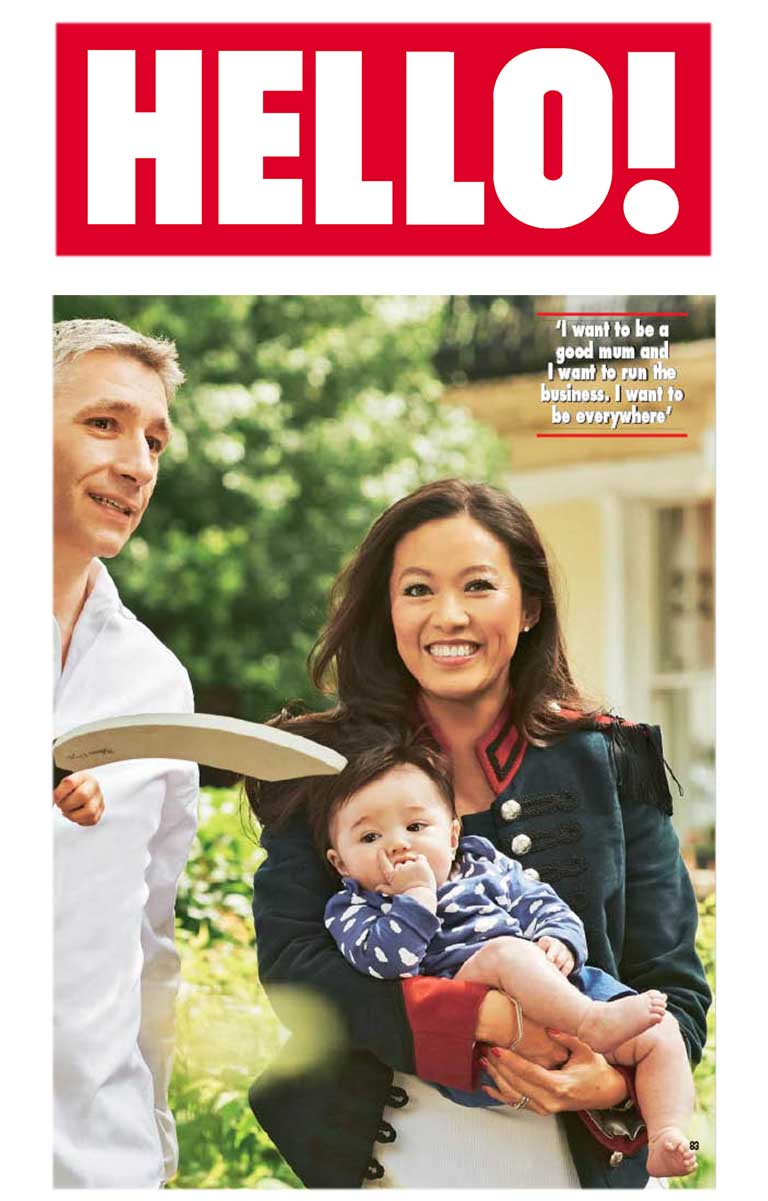 HELLO!
'I want to be a
good mum and
I want to run the
business. I want to
be everywhere'
83